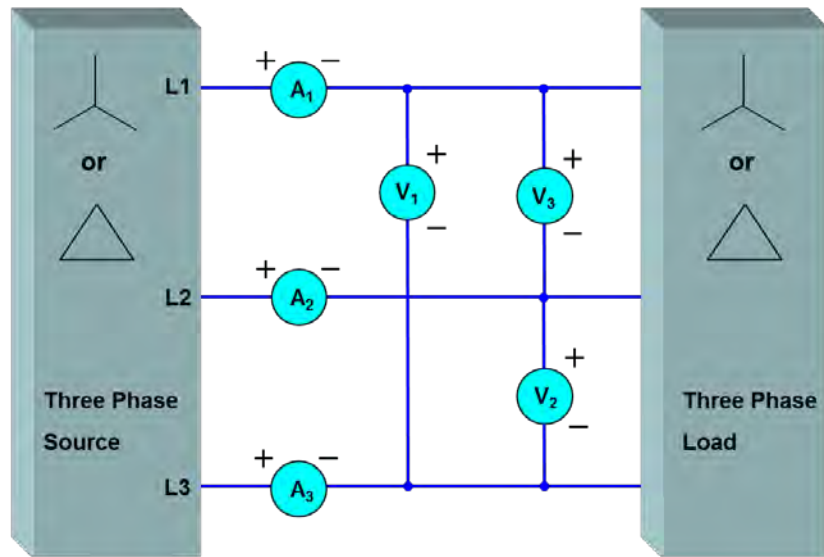 L1
+ A1 −
or
+
V1
−
+
V3
−
or
L2
+ A2 −
+
V2
−
Three Phase
Source
Three Phase
Load
L3
+ A3 −